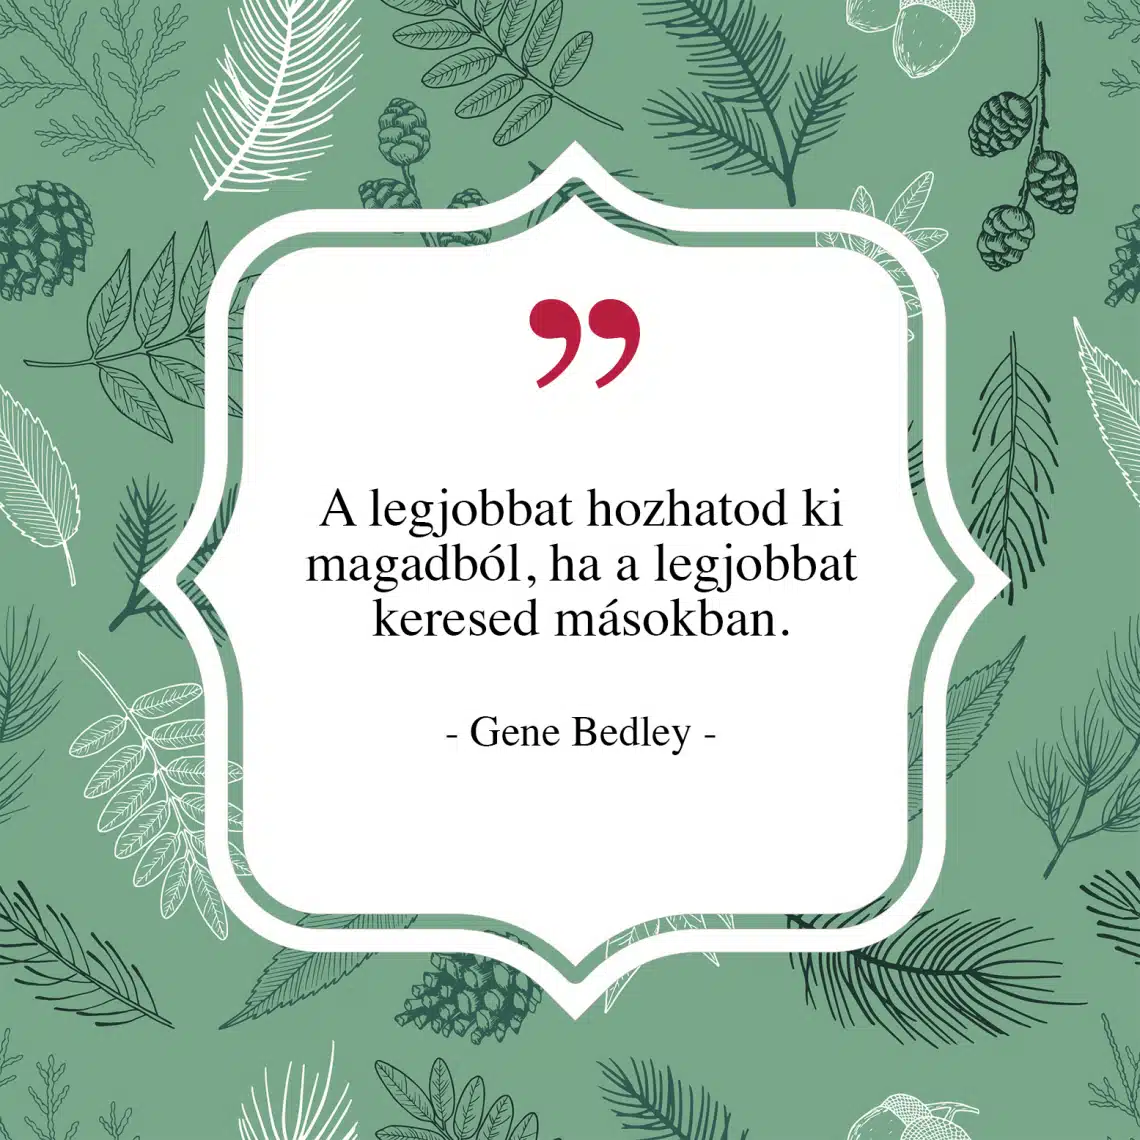 ”
A legjobbat hozhatod ki
magadból, ha a legjobbat
keresed másokban.
- Gene Bedley -